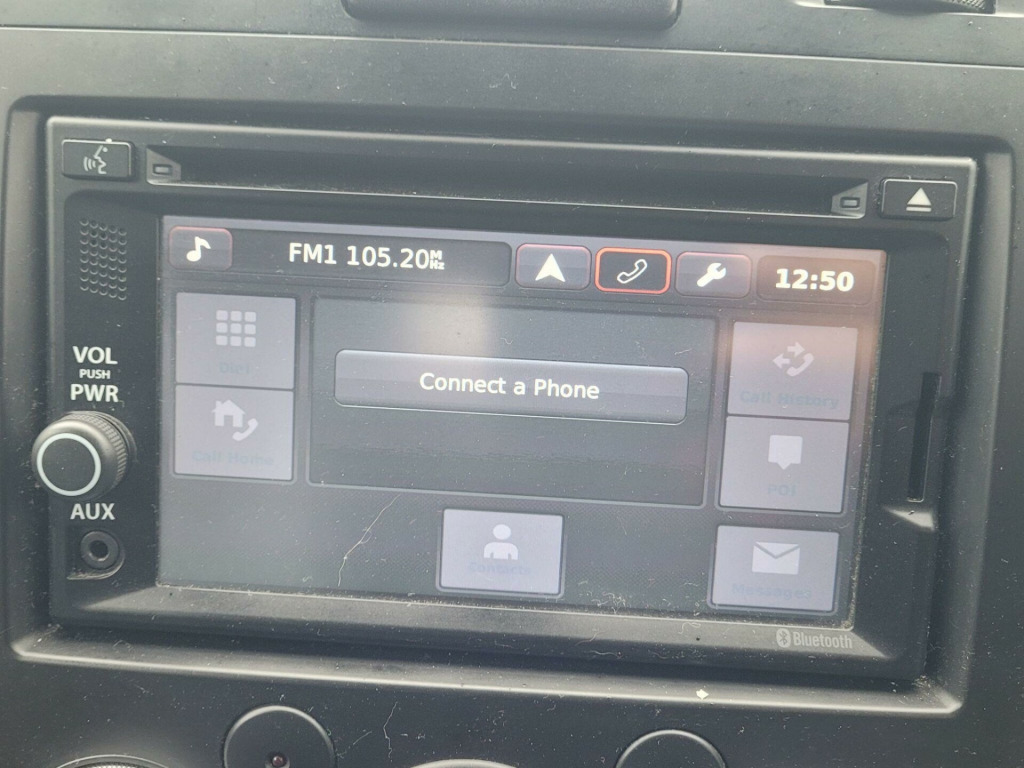 FM1 105.20MHz
12:50
Dial
Connect a Phone
Call History
VOL
PUSH
PWR
Call Home
POI
AUX
Contacts
Messages
Bluetooth